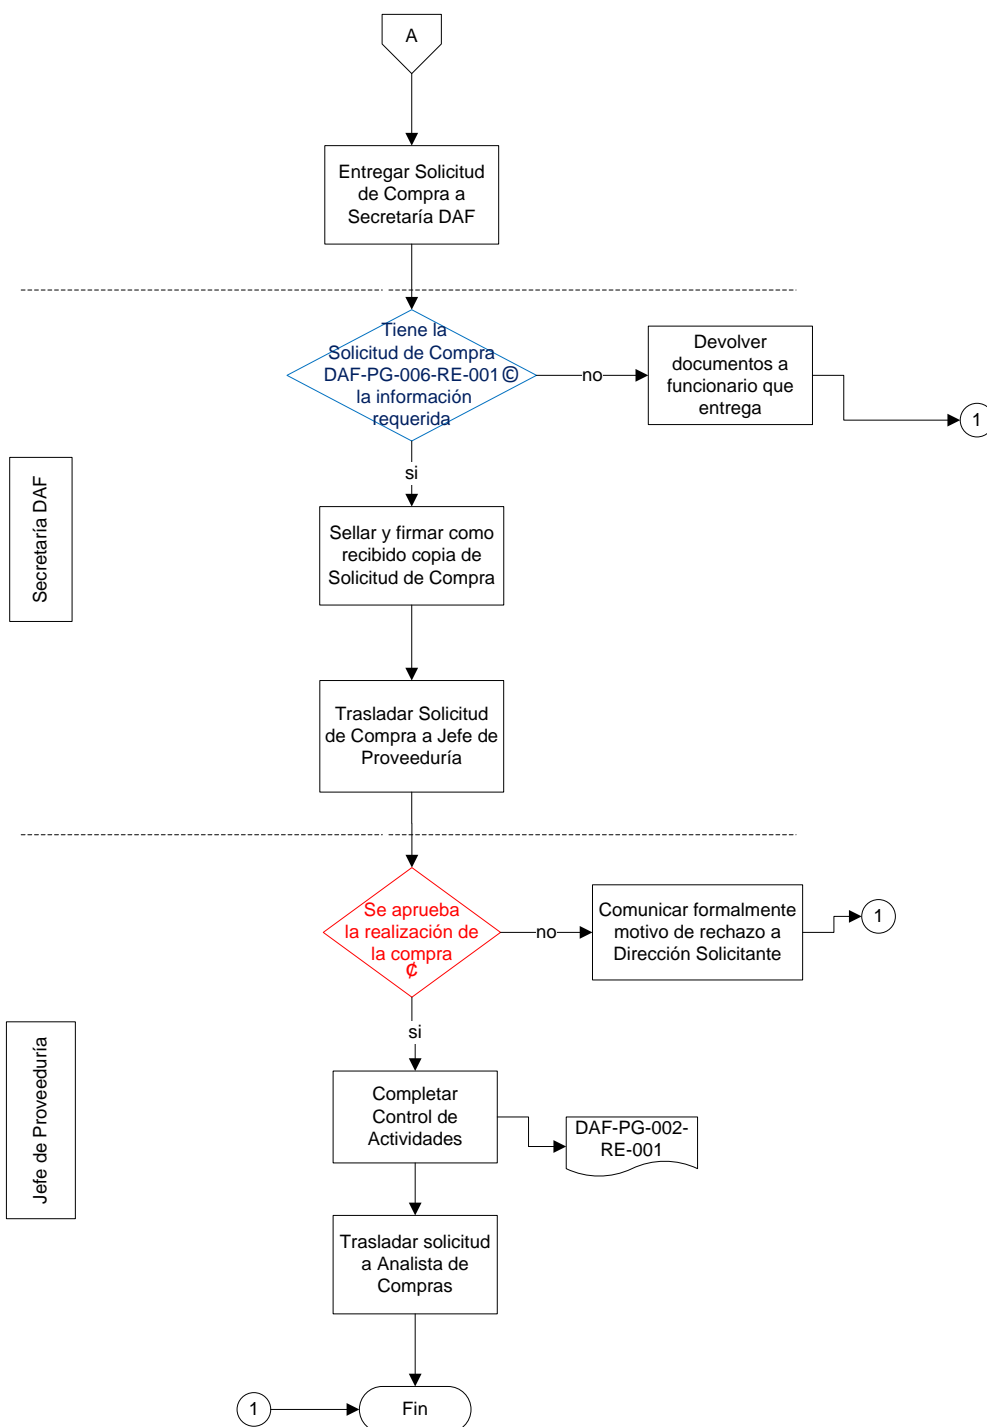 A
Entregar Solicitud
de Compra a
Secretaría DAF
Tiene la
Solicitud de Compra
DAF-PG-006-RE-001 ©
la información
requerida
no
Devolver
documentos a
funcionario que
entrega
1
si
Secretaría DAF
Sellar y firmar como
recibido copia de
Solicitud de Compra
Trasladar Solicitud
de Compra a Jefe de
Proveeduría
Se aprueba
la realización de
la compra
₵
no
Comunicar formalmente
motivo de rechazo a
Dirección Solicitante
1
si
Jefe de Proveeduría
Completar
Control de
Actividades
DAF-PG-002-
RE-001
Trasladar solicitud
a Analista de
Compras
1
Fin